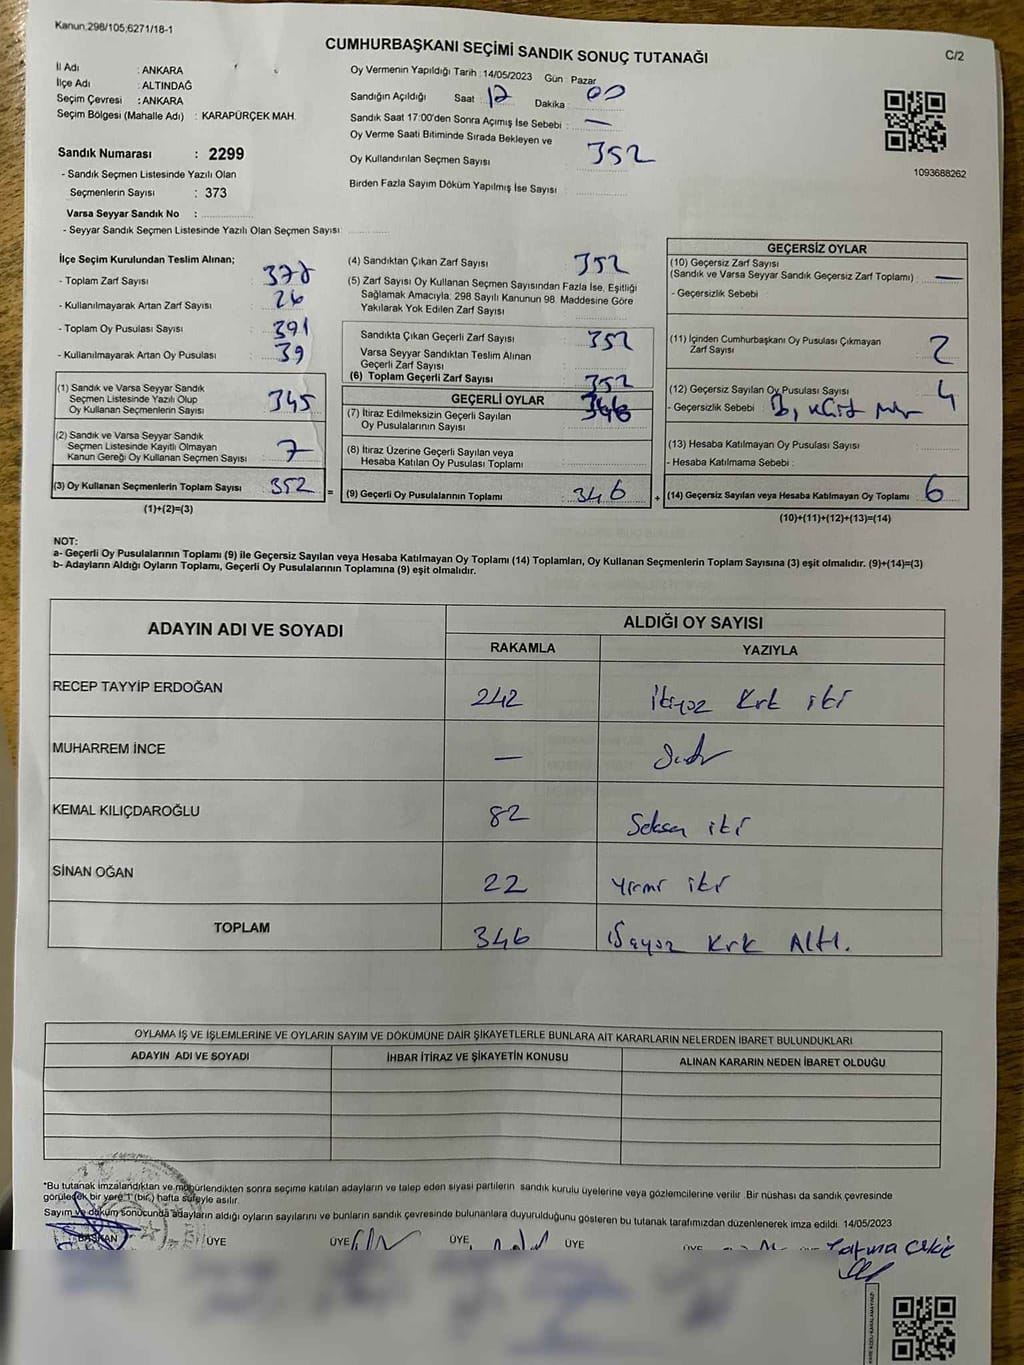 Kanun:298/105;6271/18-1
CUMHURBAŞKANI SEÇİMİ SANDIK SONUÇ TUTANAĞI
C/2
İl Adı : ANKARA
İlçe Adı : ALTINDAĞ
Seçim Çevresi : ANKARA
Seçim Bölgesi (Mahalle Adı) : KARAPÜRÇEK MAH.
Sandık Numarası : 2299
- Sandık Seçmen Listesinde Yazılı Olan
Seçmenlerin Sayısı : 373
Varsa Seyyar Sandık No :
- Seyyar Sandık Seçmen Listesinde Yazılı Olan Seçmen Sayısı:
Oy Vermenin Yapıldığı Tarih : 14/05/2023 Gün : Pazar
Sandığın Açıldığı Saat : 17 Dakika : 00
Sandık Saat 17:00'den Sonra Açımış İse Sebebi : —
Oy Verme Saati Bitiminde Sırada Bekleyen ve
Oy Kullandırılan Seçmen Sayısı 352
Birden Fazla Sayım Döküm Yapılmış İse Sayısı :
1093688262
İlçe Seçim Kurulundan Teslim Alınan;
- Toplam Zarf Sayısı : 378
- Kullanılmayarak Artan Zarf Sayısı : 26
- Toplam Oy Pusulası Sayısı : 391
- Kullanılmayarak Artan Oy Pusulası : 39
(1) Sandık ve Varsa Seyyar Sandık
Seçmen Listesinde Yazılı Olup
Oy Kullanan Seçmenlerin Sayısı 345
(2) Sandık ve Varsa Seyyar Sandık
Seçmen Listesinde Kayıtlı Olmayan
Kanun Gereği Oy Kullanan Seçmen Sayısı 7
(3) Oy Kullanan Seçmenlerin Toplam Sayısı 352 =
(1)+(2)=(3)
(4) Sandıktan Çıkan Zarf Sayısı 352
(5) Zarf Sayısı Oy Kullanan Seçmen Sayısından Fazla İse, Eşitliği
Sağlamak Amacıyla; 298 Sayılı Kanunun 98. Maddesine Göre
Yakılarak Yok Edilen Zarf Sayısı
Sandıkta Çıkan Geçerli Zarf Sayısı 352
Varsa Seyyar Sandıktan Teslim Alınan
Geçerli Zarf Sayısı
(6) Toplam Geçerli Zarf Sayısı 352
GEÇERLİ OYLAR
(7) İtiraz Edilmeksizin Geçerli Sayılan
Oy Pusulalarının Sayısı 346
(8) İtiraz Üzerine Geçerli Sayılan veya
Hesaba Katılan Oy Pusulası Toplamı
(9) Geçerli Oy Pusulalarının Toplamı 346 +
GEÇERSİZ OYLAR
(10) Geçersiz Zarf Sayısı
(Sandık ve Varsa Seyyar Sandık Geçersiz Zarf Toplamı) : —
- Geçersizlik Sebebi
(11) İçinden Cumhurbaşkanı Oy Pusulası Çıkmayan
Zarf Sayısı 2
(12) Geçersiz Sayılan Oy Pusulası Sayısı 4
- Geçersizlik Sebebi :
(13) Hesaba Katılmayan Oy Pusulası Sayısı
- Hesaba Katılmama Sebebi :
(14) Geçersiz Sayılan veya Hesaba Katılmayan Oy Toplamı 6
(10)+(11)+(12)+(13)=(14)
NOT:
a- Geçerli Oy Pusulalarının Toplamı (9) ile Geçersiz Sayılan veya Hesaba Katılmayan Oy Toplamı (14) Toplamları, Oy Kullanan Seçmenlerin Toplam Sayısına (3) eşit olmalıdır. (9)+(14)=(3)
b- Adayların Aldığı Oyların Toplamı, Geçerli Oy Pusulalarının Toplamına (9) eşit olmalıdır.
ADAYIN ADI VE SOYADI
ALDIĞI OY SAYISI
RAKAMLA YAZIYLA
RECEP TAYYİP ERDOĞAN 242 İkiyüz Kırk iki
MUHARREM İNCE —
KEMAL KILIÇDAROĞLU 82 Seksen iki
SİNAN OĞAN 22 yirmi iki
TOPLAM 346 Üçyüz Kırk Altı.
OYLAMA İŞ VE İŞLEMLERİNE VE OYLARIN SAYIM VE DÖKÜMÜNE DAİR ŞİKAYETLERLE BUNLARA AİT KARARLARIN NELERDEN İBARET BULUNDUKLARI
ADAYIN ADI VE SOYADI İHBAR İTİRAZ VE ŞİKAYETİN KONUSU ALINAN KARARIN NEDEN İBARET OLDUĞU
"Bu tutanak imzalandıktan ve mühürlendikten sonra seçime katılan adayların ve talep eden siyasi partilerin sandık kurulu üyelerine veya gözlemcilerine verilir .Bir nüshası da sandık çevresinde
görülecek bir yere 1 (bir) hafta süreyle asılır.
Sayım ve döküm sonucunda adayların aldığı oyların sayılarını ve bunların sandık çevresinde bulunanlara duyurulduğunu gösteren bu tutanak tarafımızdan düzenlenerek imza edildi. 14/05/2023
BAŞKAN ÜYE ÜYE ÜYE ÜYE ÜYE